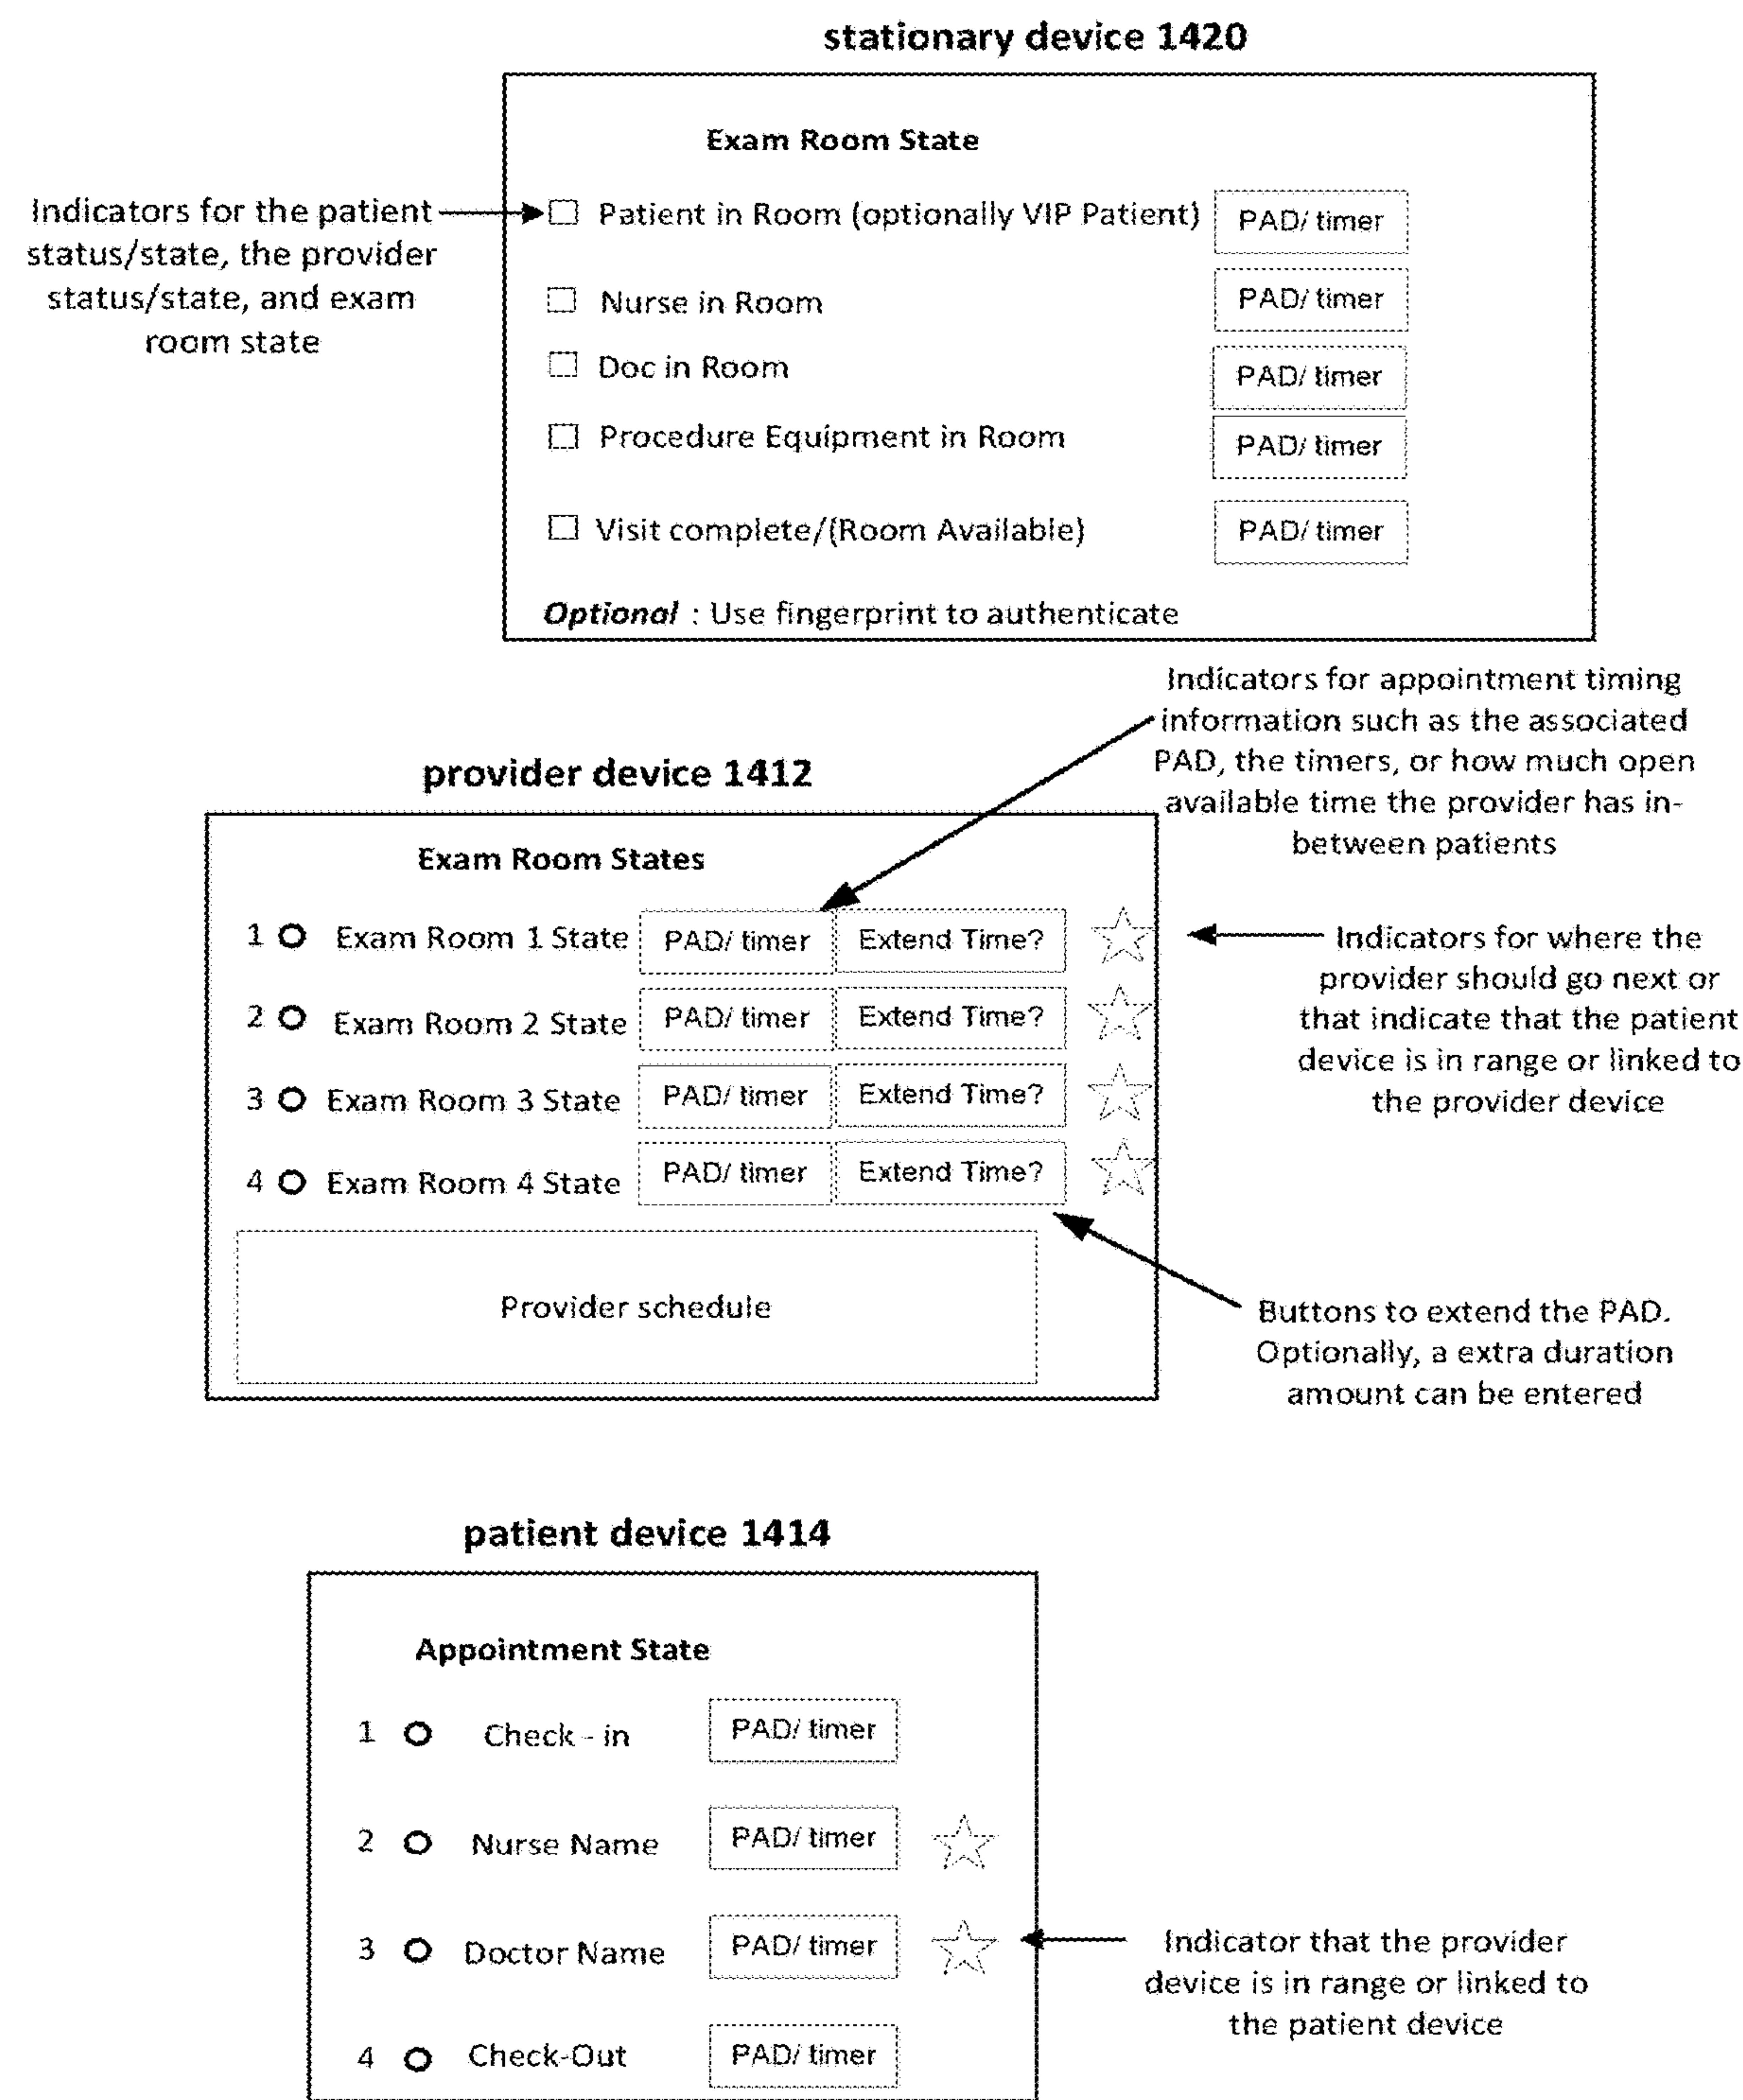 stationary device 1420
Exam Room State
Indicators for the patient
status/state, the provider
status/state, and exam
room state
Patient in Room (optionally VIP Patient) PAD/ timer
Nurse in Room PAD/ timer
Doc in Room PAD/ timer
Procedure Equipment in Room PAD/ timer
Visit complete/(Room Available) PAD/ timer
Optional : Use fingerprint to authenticate
Indicators for appointment timing
information such as the associated
PAD, the timers, or how much open
available time the provider has in-
between patients
provider device 1412
Exam Room States
1 Exam Room 1 State PAD/ timer Extend Time?
2 Exam Room 2 State PAD/ timer Extend Time?
3 Exam Room 3 State PAD/ timer Extend Time?
4 Exam Room 4 State PAD/ timer Extend Time?
Indicators for where the
provider should go next or
that indicate that the patient
device is in range or linked to
the provider device
Provider schedule
Buttons to extend the PAD.
Optionally, a extra duration
amount can be entered
patient device 1414
Appointment State
1 Check - in PAD/ timer
2 Nurse Name PAD/ timer
3 Doctor Name PAD/ timer
4 Check-Out PAD/ timer
Indicator that the provider
device is in range or linked to
the patient device